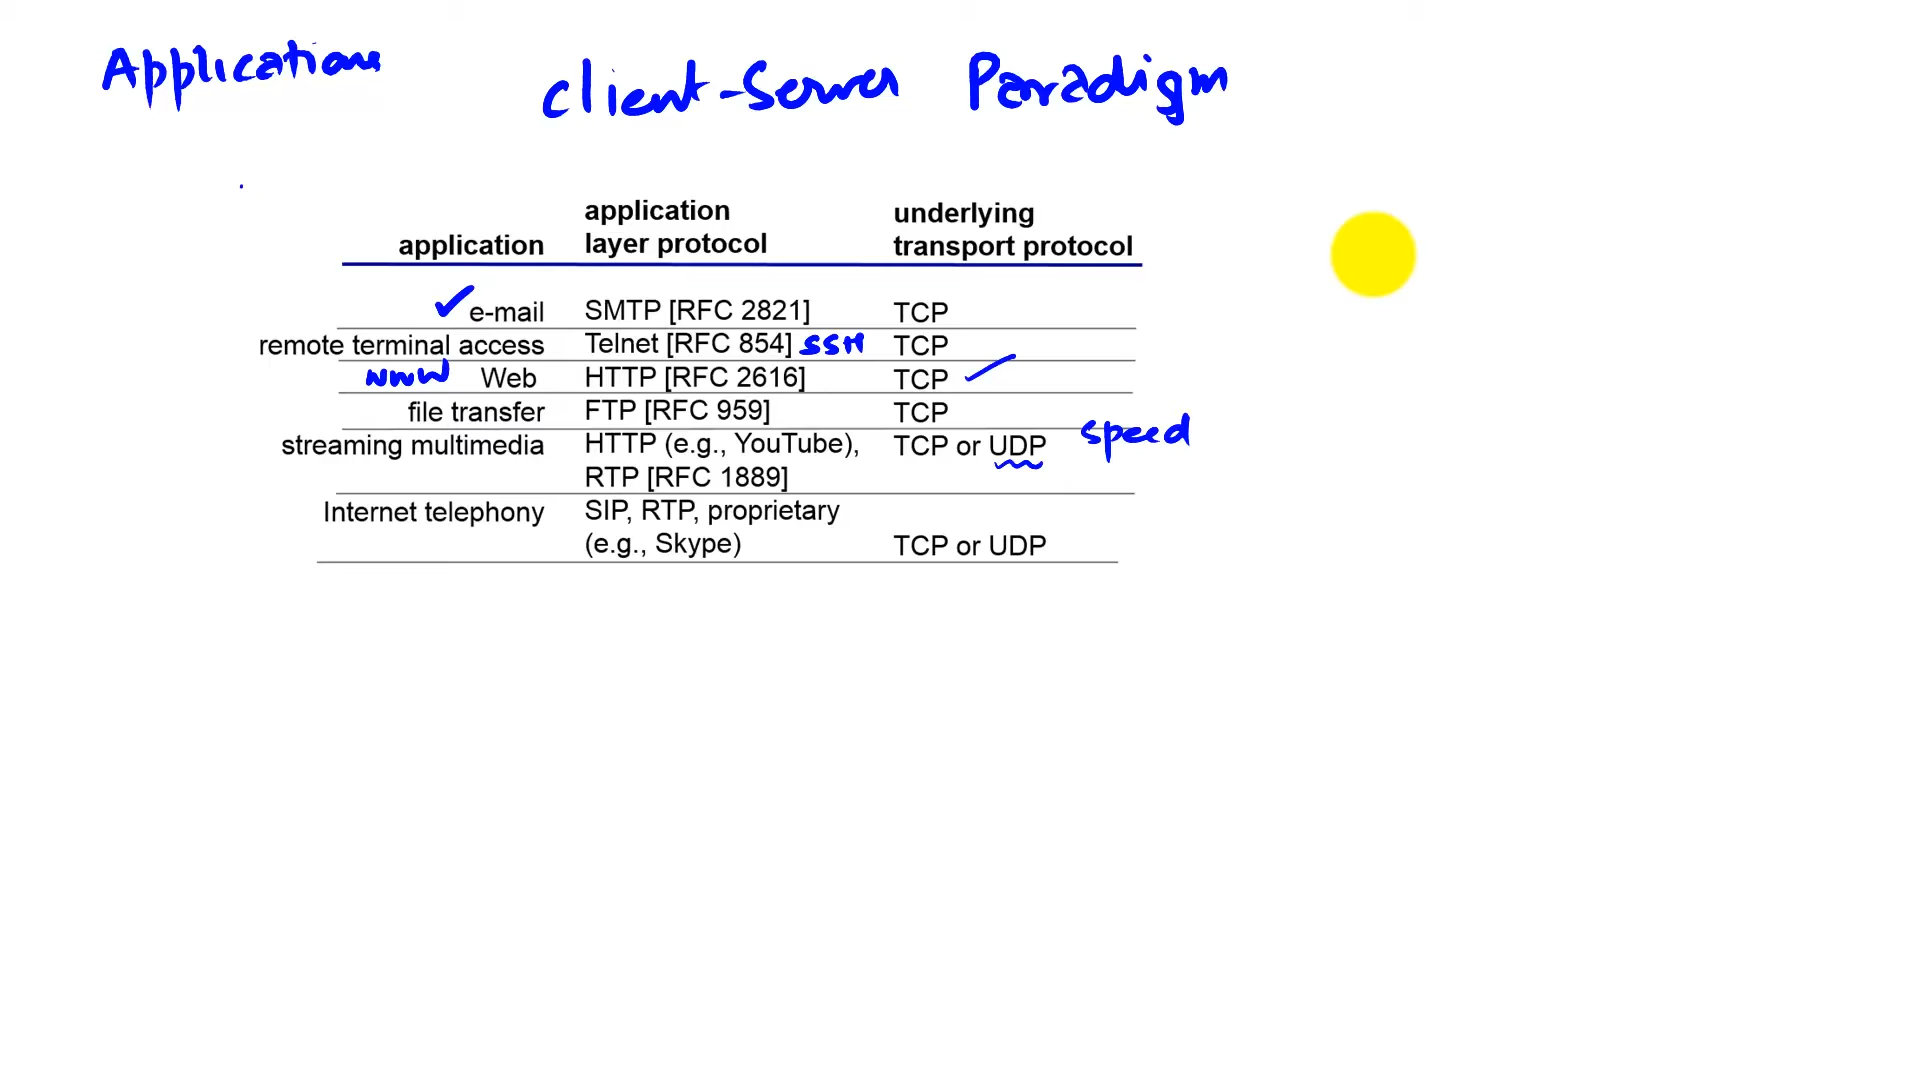 Applications
Client-Server Paradigm
application
application layer protocol
underlying transport protocol
✓ e-mail SMTP [RFC 2821] TCP
remote terminal access Telnet [RFC 854] SSH TCP
www Web HTTP [RFC 2616] TCP ✓
file transfer FTP [RFC 959] TCP
streaming multimedia HTTP (e.g., YouTube), TCP or UDP speed
RTP [RFC 1889]
Internet telephony SIP, RTP, proprietary
(e.g., Skype) TCP or UDP